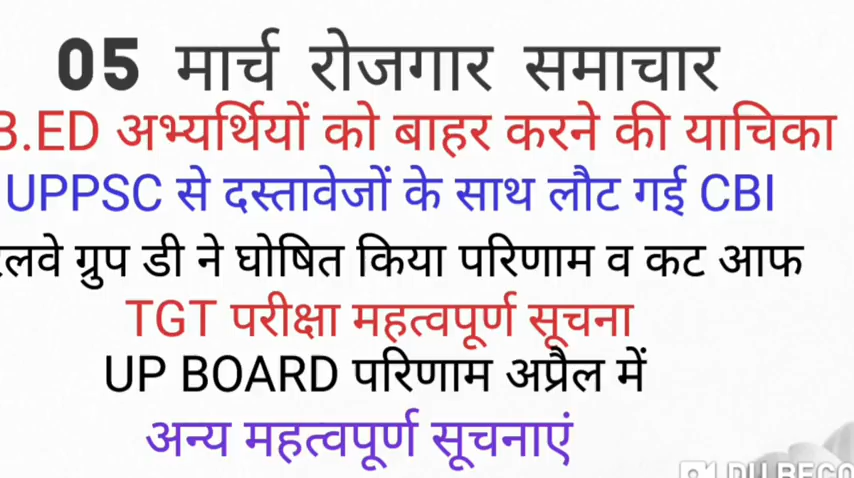 05 मार्च रोजगार समाचार
B.ED अभ्यर्थियों को बाहर करने की याचिका
UPPSC से दस्तावेजों के साथ लौट गई CBI
रेलवे ग्रुप डी ने घोषित किया परिणाम व कट आफ
TGT परीक्षा महत्वपूर्ण सूचना
UP BOARD परिणाम अप्रैल में
अन्य महत्वपूर्ण सूचनाएं